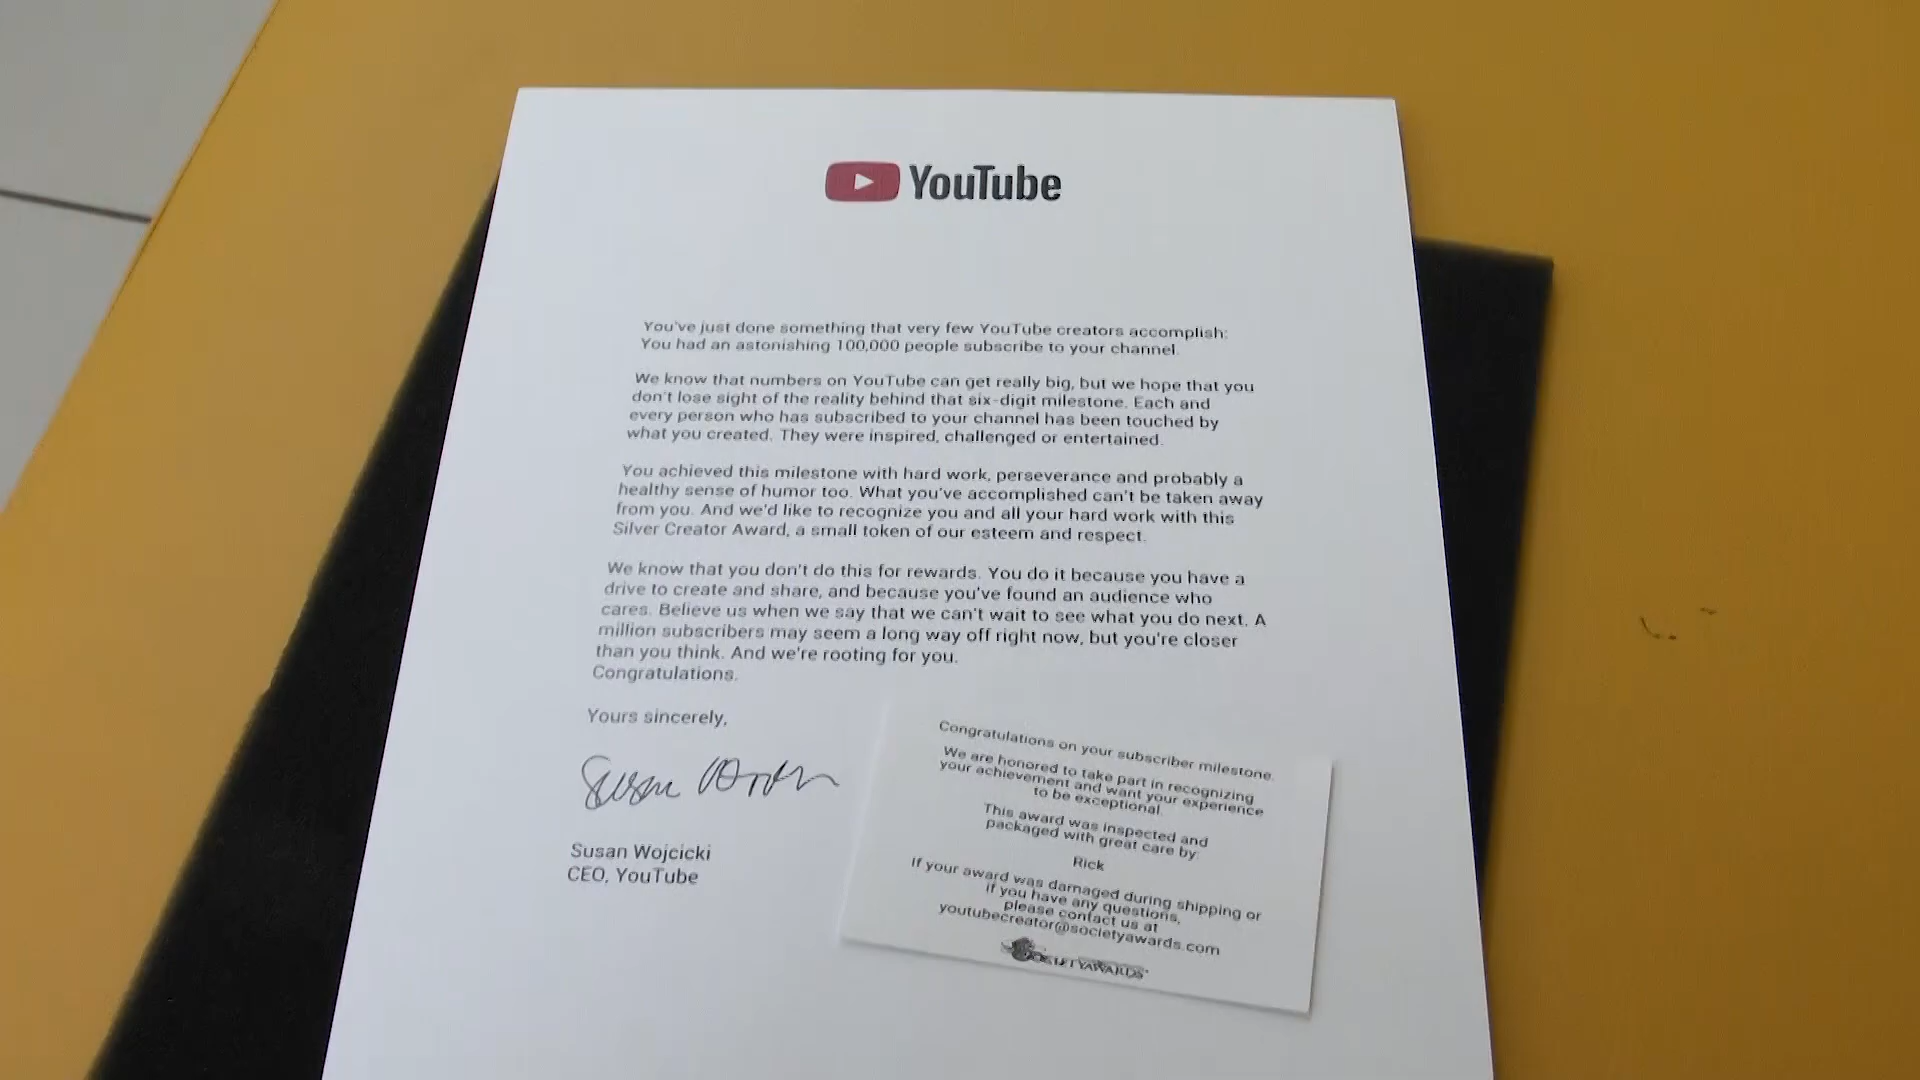 YouTube
You've just done something that very few YouTube creators accomplish:
You had an astonishing 100,000 people subscribe to your channel.
We know that numbers on YouTube can get really big, but we hope that you
don't lose sight of the reality behind that six-digit milestone. Each and
every person who has subscribed to your channel has been touched by
what you created. They were inspired, challenged or entertained.
You achieved this milestone with hard work, perseverance and probably a
healthy sense of humor too. What you've accomplished can't be taken away
from you. And we'd like to recognize you and all your hard work with this
Silver Creator Award, a small token of our esteem and respect.
We know that you don't do this for rewards. You do it because you have a
drive to create and share, and because you've found an audience who
cares. Believe us when we say that we can't wait to see what you do next. A
million subscribers may seem a long way off right now, but you're closer
than you think. And we're rooting for you.
Congratulations.
Yours sincerely,
Susan Wojcicki
CEO, YouTube
Congratulations on your subscriber milestone.
We are honored to take part in recognizing
your achievement and want your experience
to be exceptional.
This award was inspected and
packaged with great care by:
Rick
If your award was damaged during shipping or
if you have any questions,
please contact us at
youtubecreator@societyawards.com
SOCIETYAWARDS